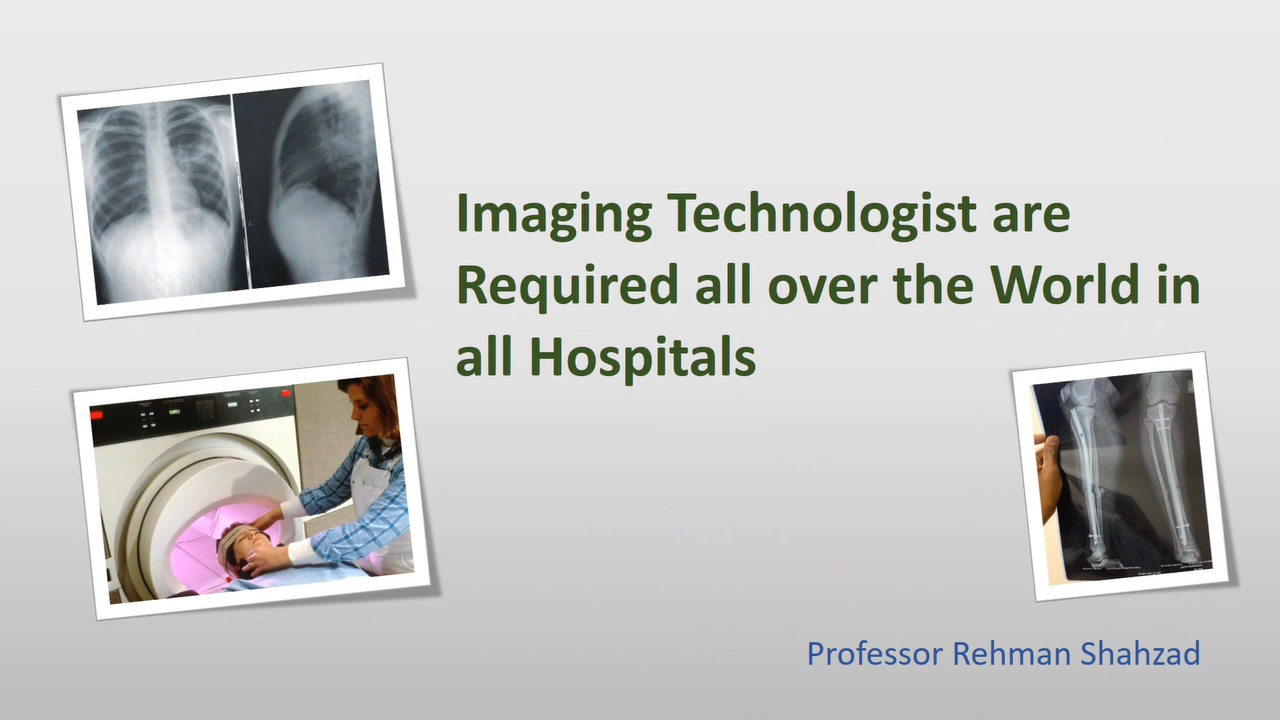 Imaging Technologist are
Required all over the World in
all Hospitals
Professor Rehman Shahzad